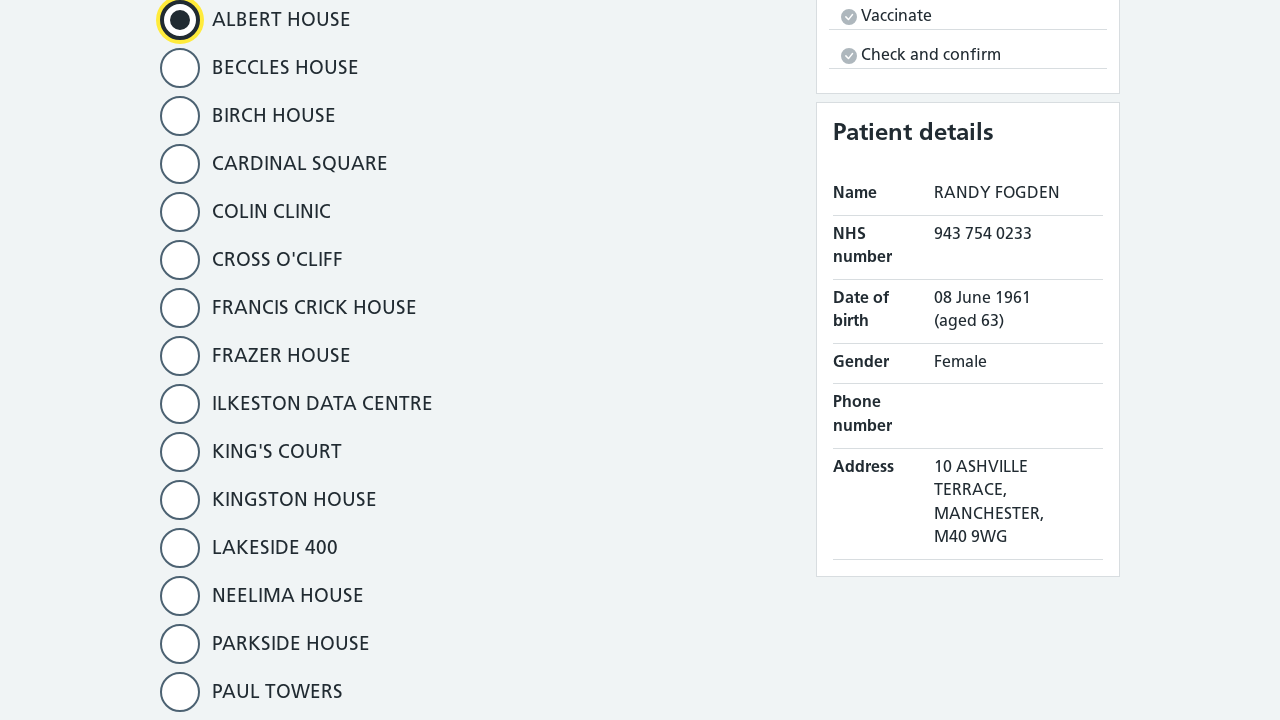 ALBERT HOUSE
BECCLES HOUSE
BIRCH HOUSE
CARDINAL SQUARE
COLIN CLINIC
CROSS O'CLIFF
FRANCIS CRICK HOUSE
FRAZER HOUSE
ILKESTON DATA CENTRE
KING'S COURT
KINGSTON HOUSE
LAKESIDE 400
NEELIMA HOUSE
PARKSIDE HOUSE
PAUL TOWERS
Vaccinate
Check and confirm
Patient details
Name RANDY FOGDEN
NHS 943 754 0233
number
Date of 08 June 1961
birth (aged 63)
Gender Female
Phone
number
Address 10 ASHVILLE
TERRACE,
MANCHESTER,
M40 9WG